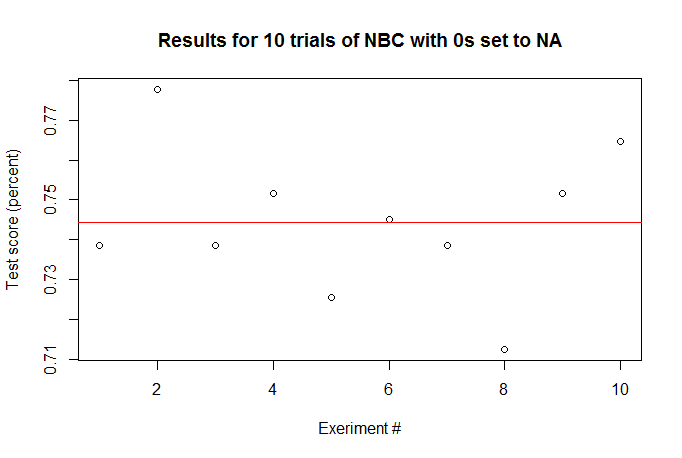 Results for 10 trials of NBC with 0s set to NA
Test score (percent)
0.77
0.75
0.73
0.71
2 4 6 8 10
Exeriment #